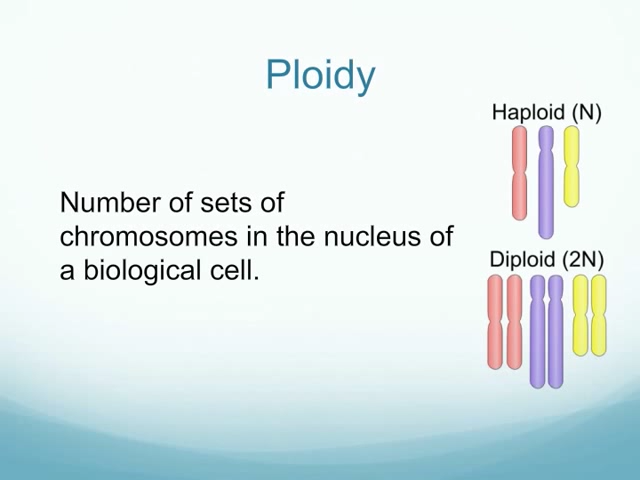 Ploidy
Haploid (N)
Number of sets of
chromosomes in the nucleus of
a biological cell.
Diploid (2N)